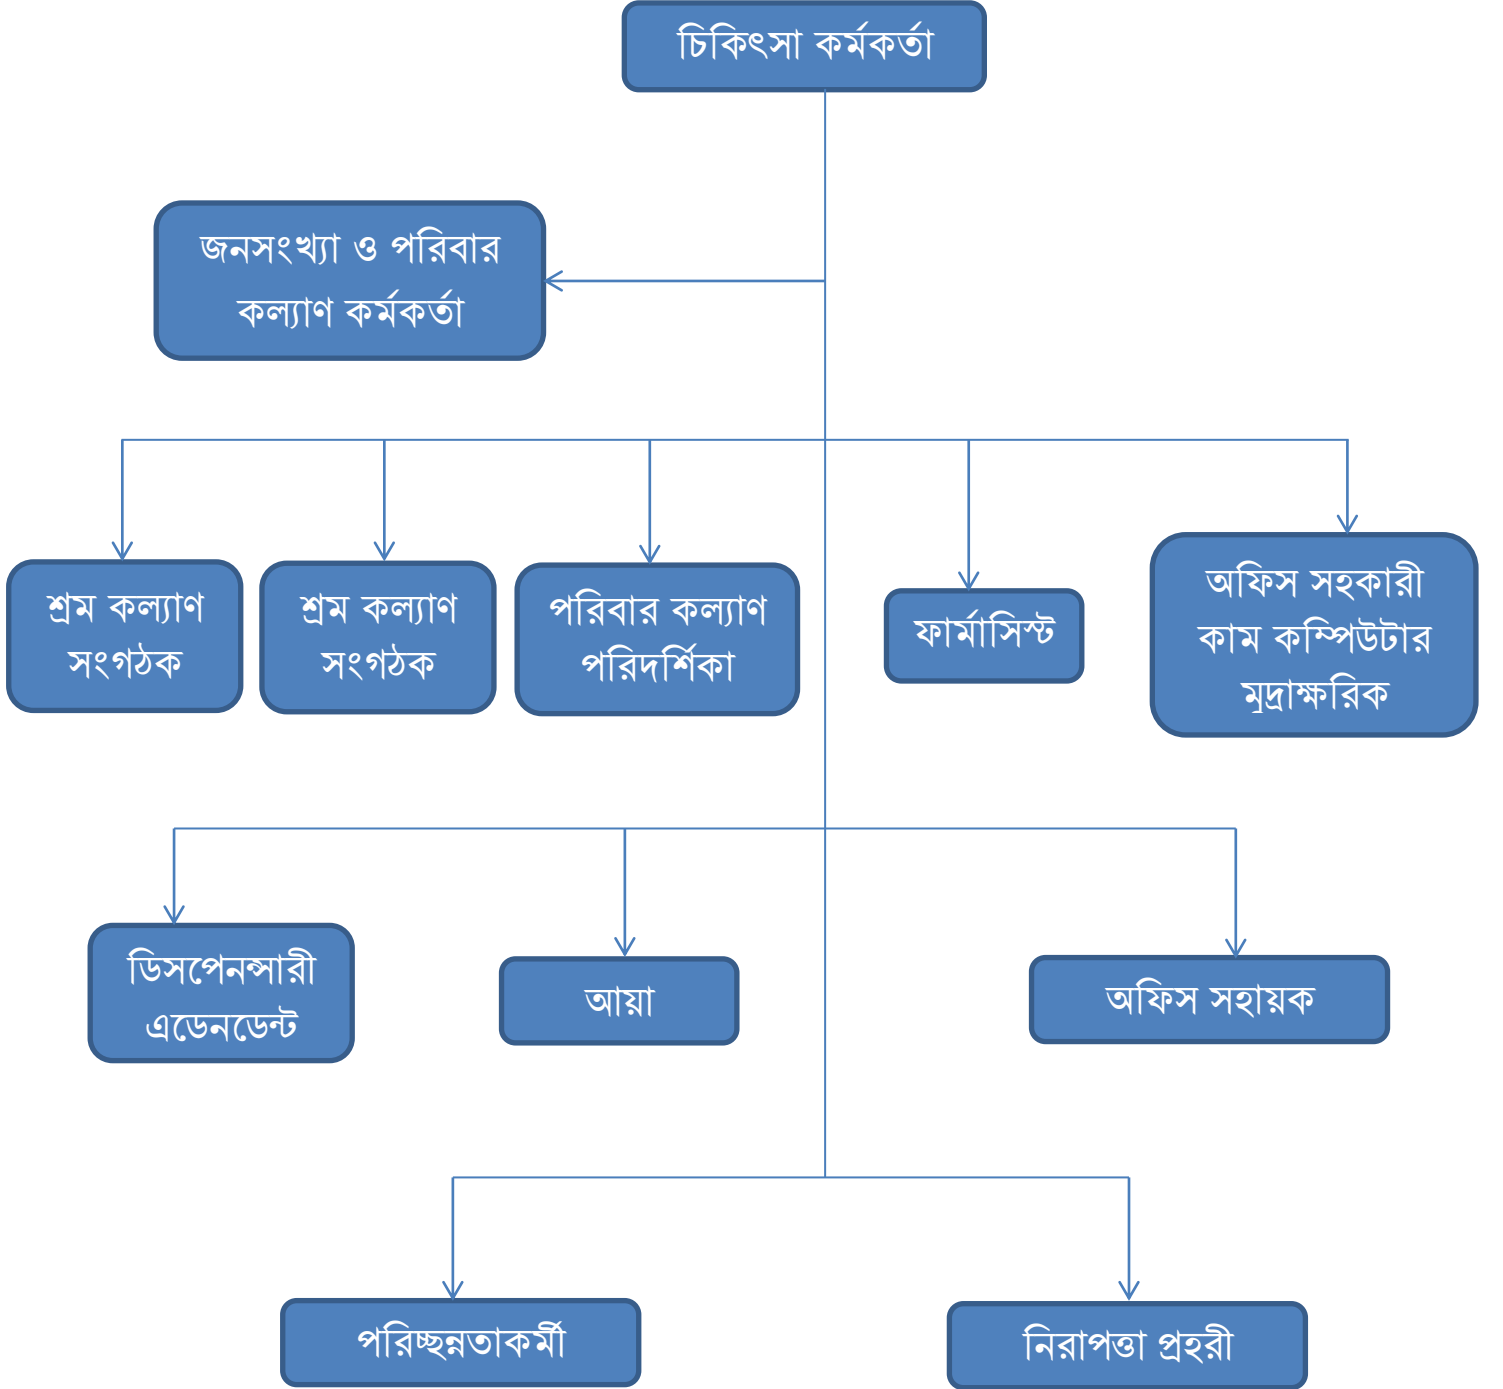 চিকিৎসা কর্মকর্তা
জনসংখ্যা ও পরিবার
কল্যাণ কর্মকর্তা
শ্রম কল্যাণ
সংগঠক
শ্রম কল্যাণ
সংগঠক
পরিবার কল্যাণ
পরিদর্শিকা
ফার্মাসিস্ট
অফিস সহকারী
কাম কম্পিউটার
মুদ্রাক্ষরিক
ডিসপেনন্সারী
এডেনডেন্ট
আয়া
অফিস সহায়ক
পরিচ্ছন্নতাকর্মী
নিরাপত্তা প্রহরী